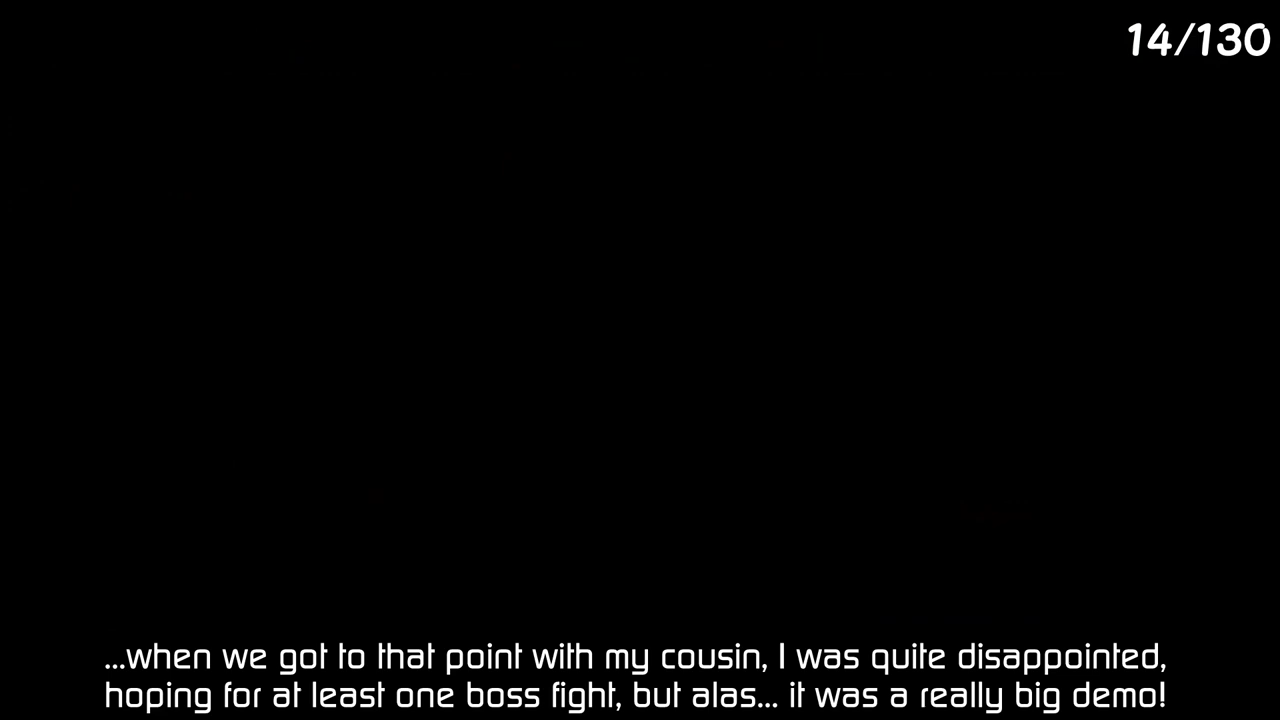 14/130
...when we got to that point with my cousin, I was quite disappointed,
hoping for at least one boss fight, but alas... it was a really big demo!